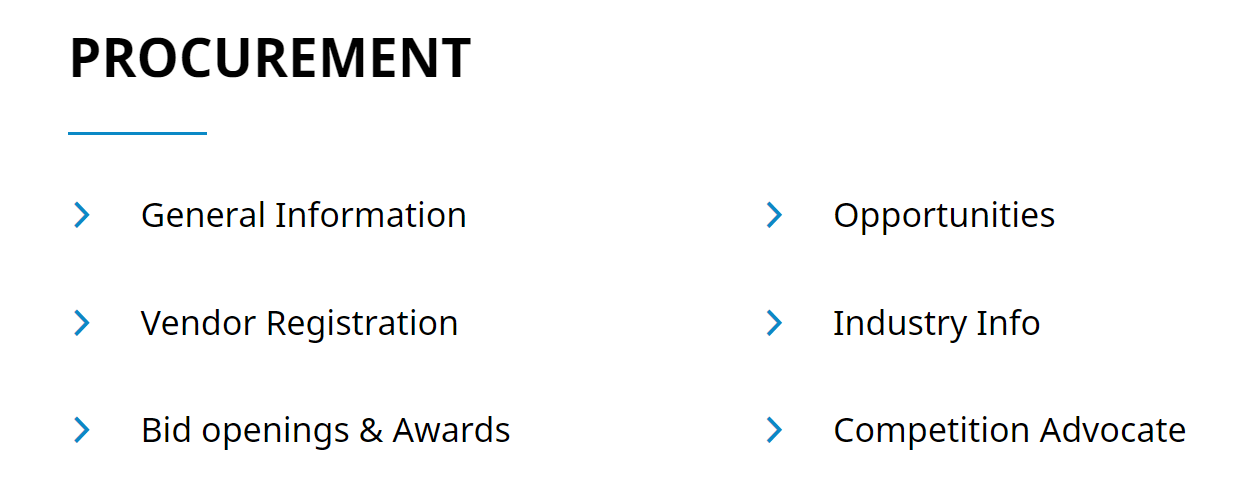 PROCUREMENT
General Information
Opportunities
Vendor Registration
Industry Info
Bid openings & Awards
Competition Advocate